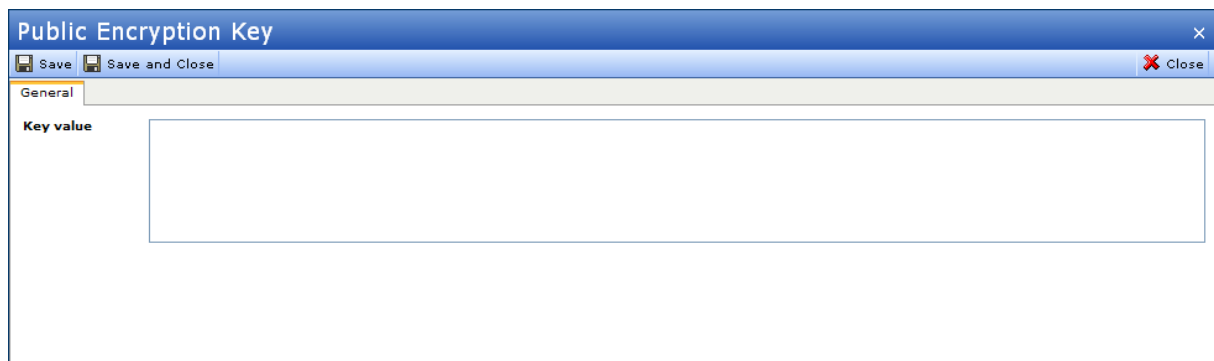 Public Encryption Key
Save Save and Close Close
General
Key value